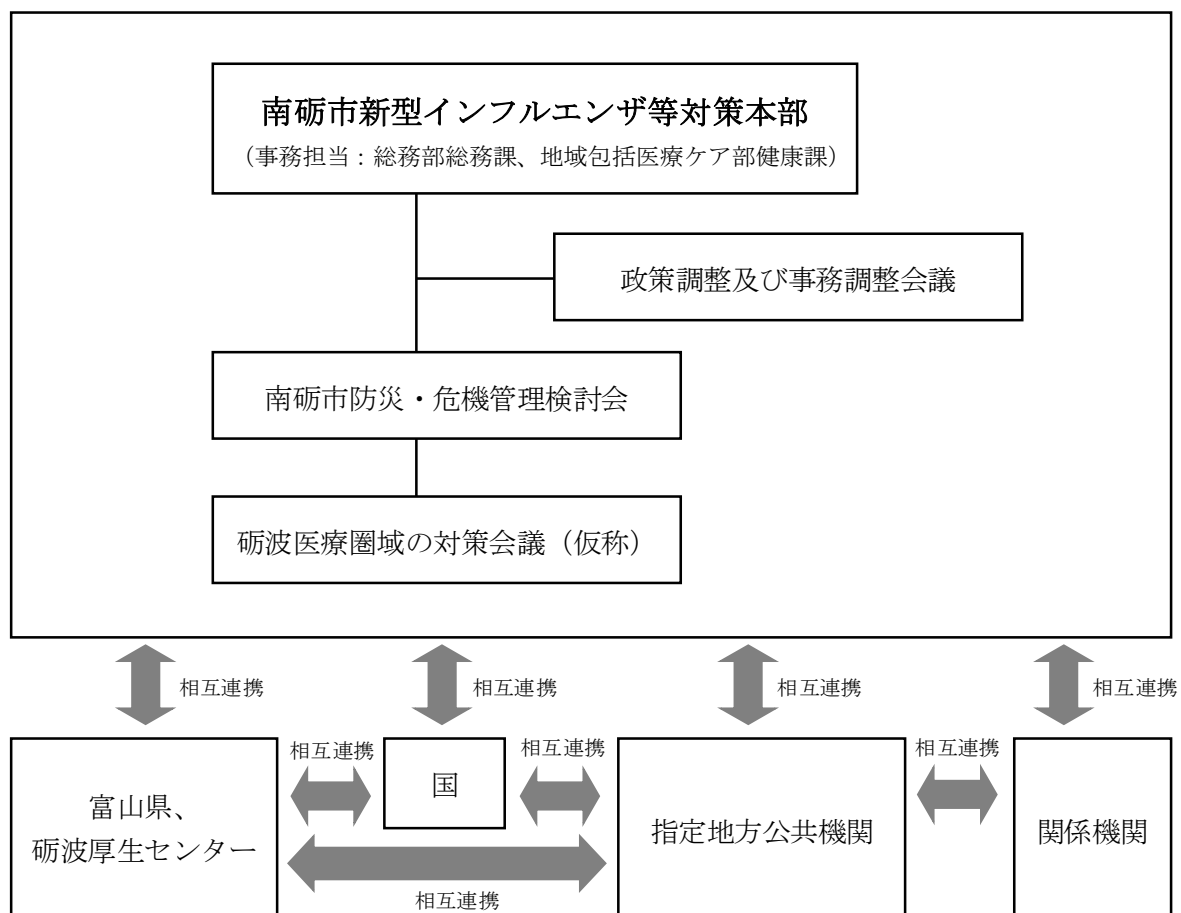 南砺市新型インフルエンザ等対策本部
（事務担当：総務部総務課、地域包括医療ケア部健康課）
政策調整及び事務調整会議
南砺市防災・危機管理検討会
砺波医療圏域の対策会議（仮称）
相互連携
相互連携
相互連携
相互連携
富山県、
砺波厚生センター
相互連携
国
相互連携
相互連携
指定地方公共機関
相互連携
関係機関